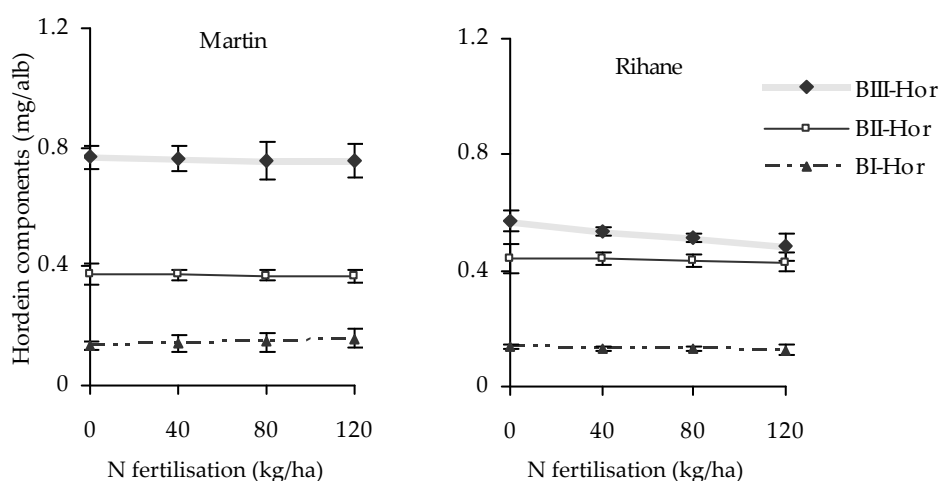 Martin
Hordein components (mg/alb)
1.2
0.8
0.4
0
0 40 80 120
N fertilisation (kg/ha)
Rihane
1.2
0.8
0.4
0
0 40 80 120
N fertilisation (kg/ha)
BIII-Hor
BII-Hor
BI-Hor